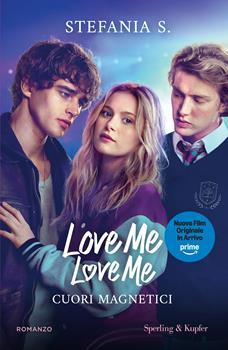 STEFANIA S.
Love Me
Love Me
CUORI MAGNETICI
Nuovo Film
Originale
In Arrivo
prime
ROMANZO
Sperling & Kupfer